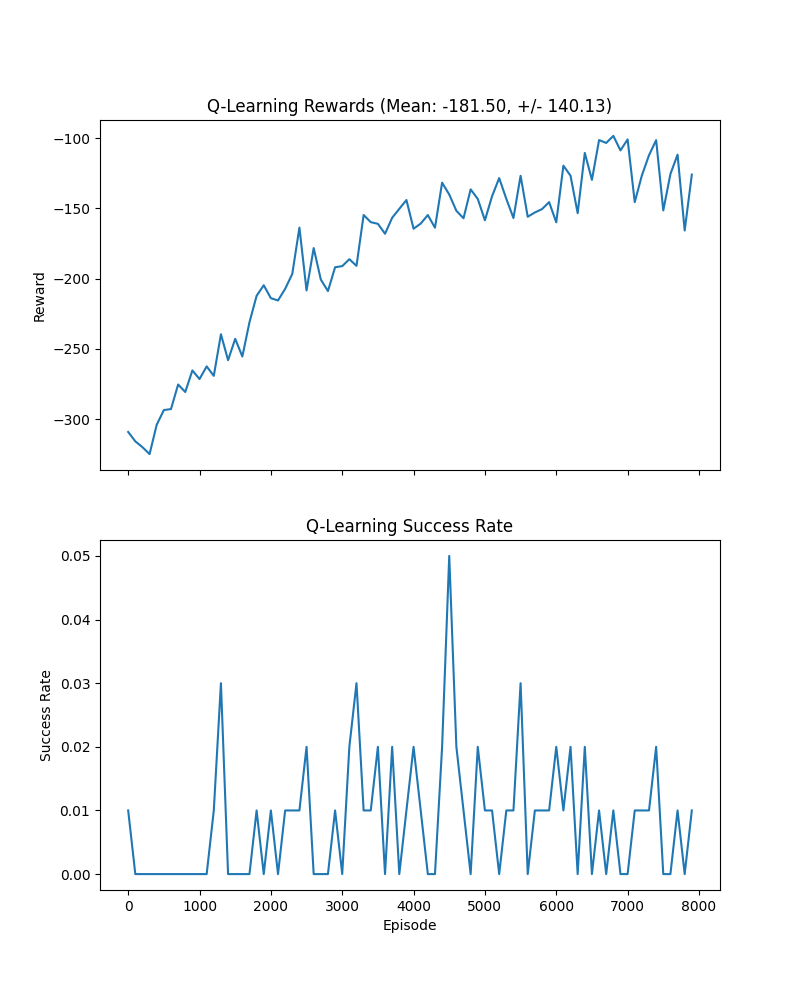 Q-Learning Rewards (Mean: -181.50, +/- 140.13)
−100
−150
−200
−250
−300
Reward
Q-Learning Success Rate
0.05
0.04
0.03
0.02
0.01
0.00
Success Rate
0 1000 2000 3000 4000 5000 6000 7000 8000
Episode